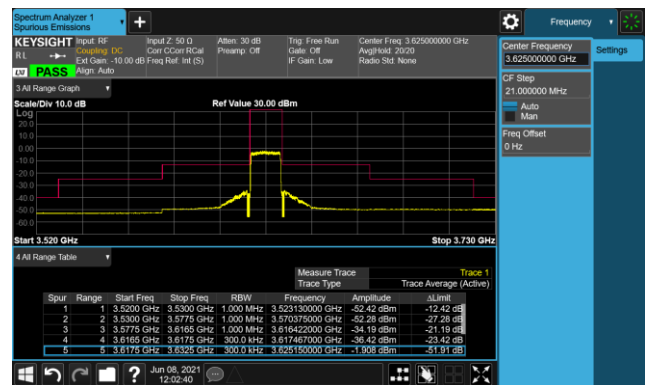 Spectrum Analyzer 1
Spurious Emissions
Frequency
KEYSIGHT Input: RF Input Z: 50 Ω Atten: 30 dB Trig: Free Run Center Freq: 3.625000000 GHz
RL Coupling: DC Corr CCorr RCal Preamp: Off Gate: Off Avg|Hold: 20/20
Ext Gain: -10.00 dB Freq Ref: Int (S) IF Gain: Low Radio Std: None
LXI PASS Align: Auto
Center Frequency
3.625000000 GHz
Settings
CF Step
21.000000 MHz
Auto
Man
Freq Offset
0 Hz
3 All Range Graph
Scale/Div 10.0 dB Ref Value 30.00 dBm
Log
20.0
10.0
0.00
-10.0
-20.0
-30.0
-40.0
-50.0
-60.0
Start 3.520 GHz Stop 3.730 GHz
4 All Range Table
Measure Trace Trace 1
Trace Type Trace Average (Active)
Spur Range Start Freq Stop Freq RBW Frequency Amplitude ΔLimit
1 1 3.5200 GHz 3.5300 GHz 1.000 MHz 3.523130000 GHz -52.42 dBm -12.42 dB
2 2 3.5300 GHz 3.5775 GHz 1.000 MHz 3.570375000 GHz -52.28 dBm -27.28 dB
3 3 3.5775 GHz 3.6165 GHz 1.000 MHz 3.616422000 GHz -34.19 dBm -21.19 dB
4 4 3.6165 GHz 3.6175 GHz 300.0 kHz 3.617467000 GHz -36.42 dBm -23.42 dB
5 5 3.6175 GHz 3.6325 GHz 300.0 kHz 3.625150000 GHz -1.908 dBm -51.91 dB
Jun 08, 2021
12:02:40